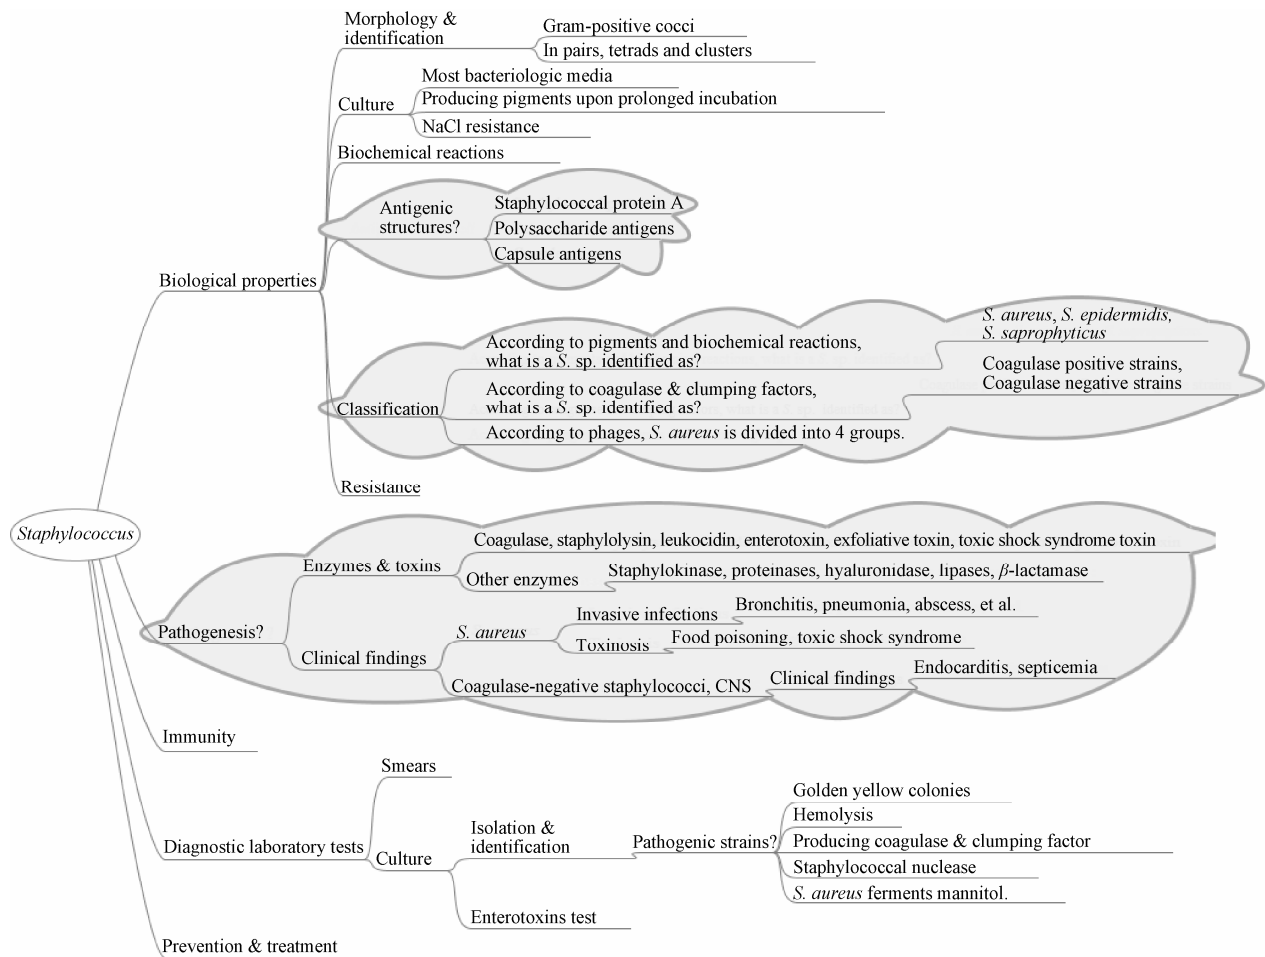 Morphology &
identification
Gram-positive cocci
In pairs, tetrads and clusters
Culture
Most bacteriologic media
Producing pigments upon prolonged incubation
NaCl resistance
Biochemical reactions
Antigenic
structures?
Staphylococcal protein A
Polysaccharide antigens
Capsule antigens
Biological properties
Classification
According to pigments and biochemical reactions,
what is a S. sp. identified as?
S. aureus, S. epidermidis,
S. saprophyticus
According to coagulase & clumping factors,
what is a S. sp. identified as?
Coagulase positive strains,
Coagulase negative strains
According to phages, S. aureus is divided into 4 groups.
Resistance
Staphylococcus
Pathogenesis?
Enzymes & toxins
Coagulase, staphylolysin, leukocidin, enterotoxin, exfoliative toxin, toxic shock syndrome toxin
Other enzymes
Staphylokinase, proteinases, hyaluronidase, lipases, β-lactamase
Clinical findings
S. aureus
Invasive infections
Bronchitis, pneumonia, abscess, et al.
Toxinosis
Food poisoning, toxic shock syndrome
Coagulase-negative staphylococci, CNS
Clinical findings
Endocarditis, septicemia
Immunity
Diagnostic laboratory tests
Smears
Culture
Isolation &
identification
Pathogenic strains?
Golden yellow colonies
Hemolysis
Producing coagulase & clumping factor
Staphylococcal nuclease
S. aureus ferments mannitol.
Enterotoxins test
Prevention & treatment